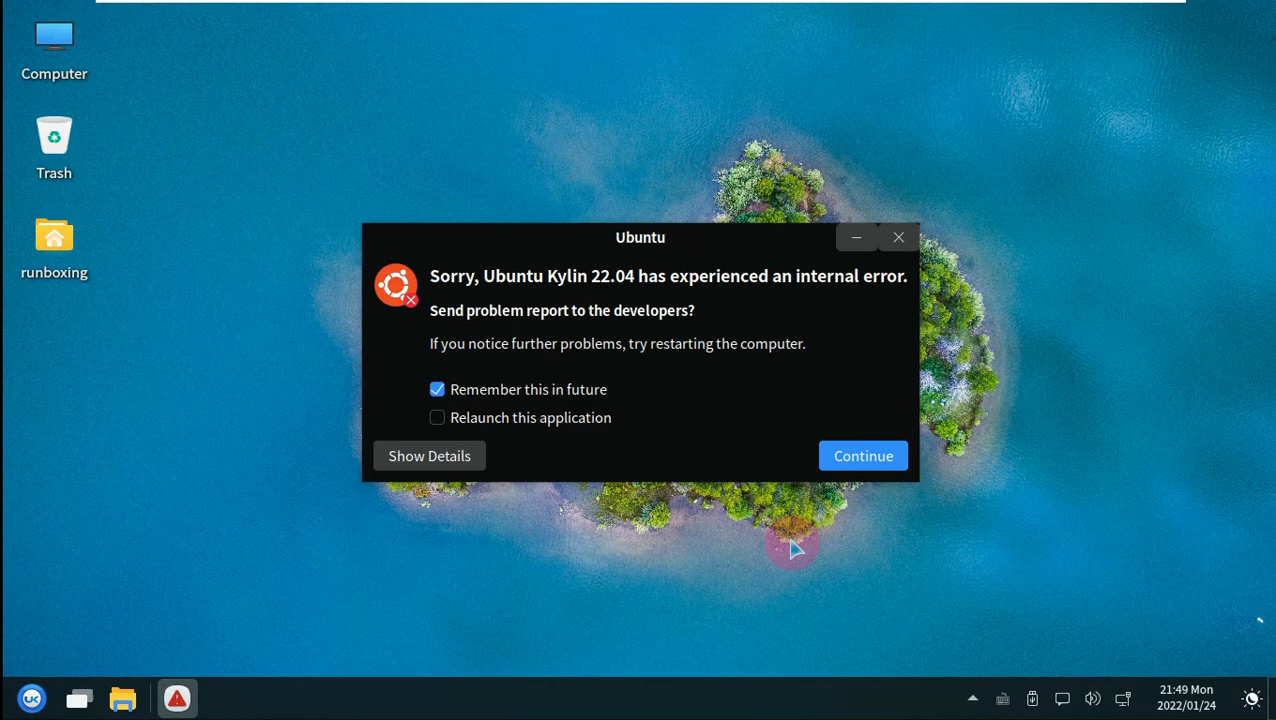 Computer
Trash
runboxing
Ubuntu
Sorry, Ubuntu Kylin 22.04 has experienced an internal error.
Send problem report to the developers?
If you notice further problems, try restarting the computer.
Remember this in future
Relaunch this application
Show Details
Continue
UK
21:49 Mon
2022/01/24